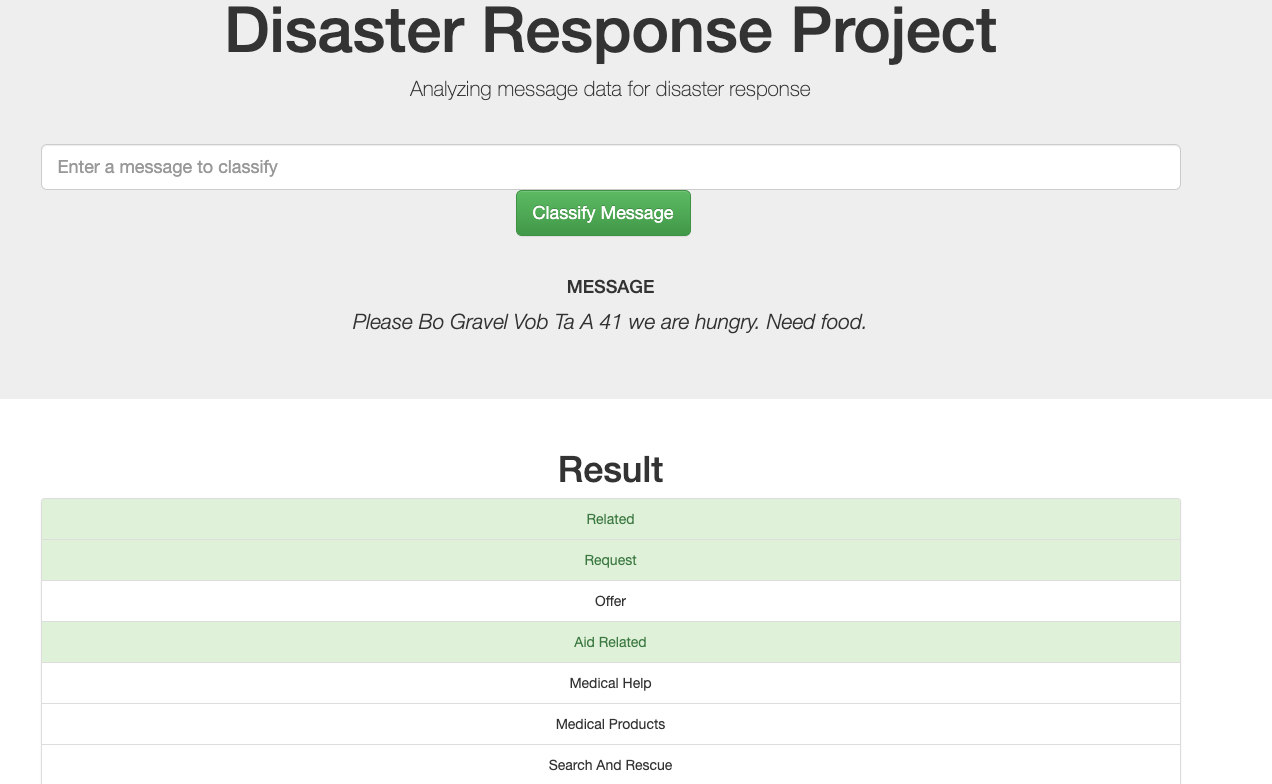 Disaster Response Project
Analyzing message data for disaster response
Enter a message to classify
Classify Message
MESSAGE
Please Bo Gravel Vob Ta A 41 we are hungry. Need food.
Result
Related
Request
Offer
Aid Related
Medical Help
Medical Products
Search And Rescue